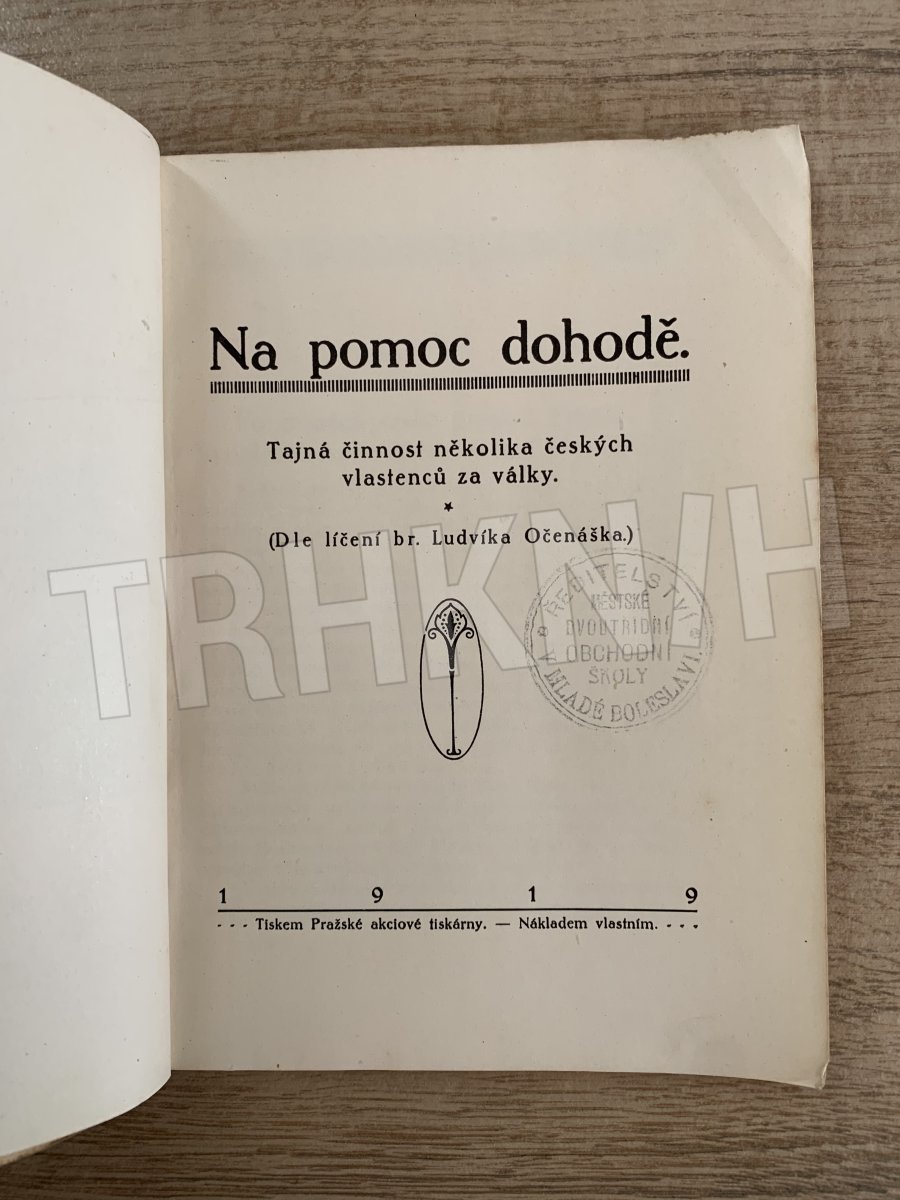 Na pomoc dohodě.
Tajná činnost několika českých
vlastenců za války.
(Dle líčení br. Ludvíka Očenáška.)
TRHKNIH
ŘEDITELSTVÍ
MĚSTSKÉ
DVOUTŘIDNÍ
OBCHODNÍ
ŠKOLY
V MLADÉ BOLESLAVI.
1 9 1 9
- - - Tiskem Pražské akciové tiskárny. — Nákladem vlastním. - - -